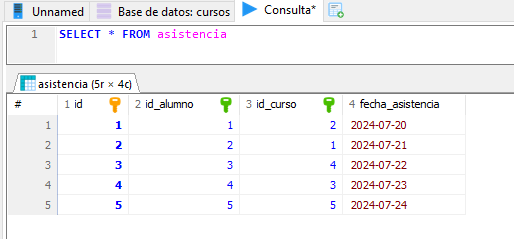 Unnamed Base de datos: cursos Consulta*
1 SELECT * FROM asistencia
asistencia (5r × 4c)
# 1 id 2 id_alumno 3 id_curso 4 fecha_asistencia
1 1 1 2 2024-07-20
2 2 2 1 2024-07-21
3 3 3 4 2024-07-22
4 4 4 3 2024-07-23
5 5 5 5 2024-07-24